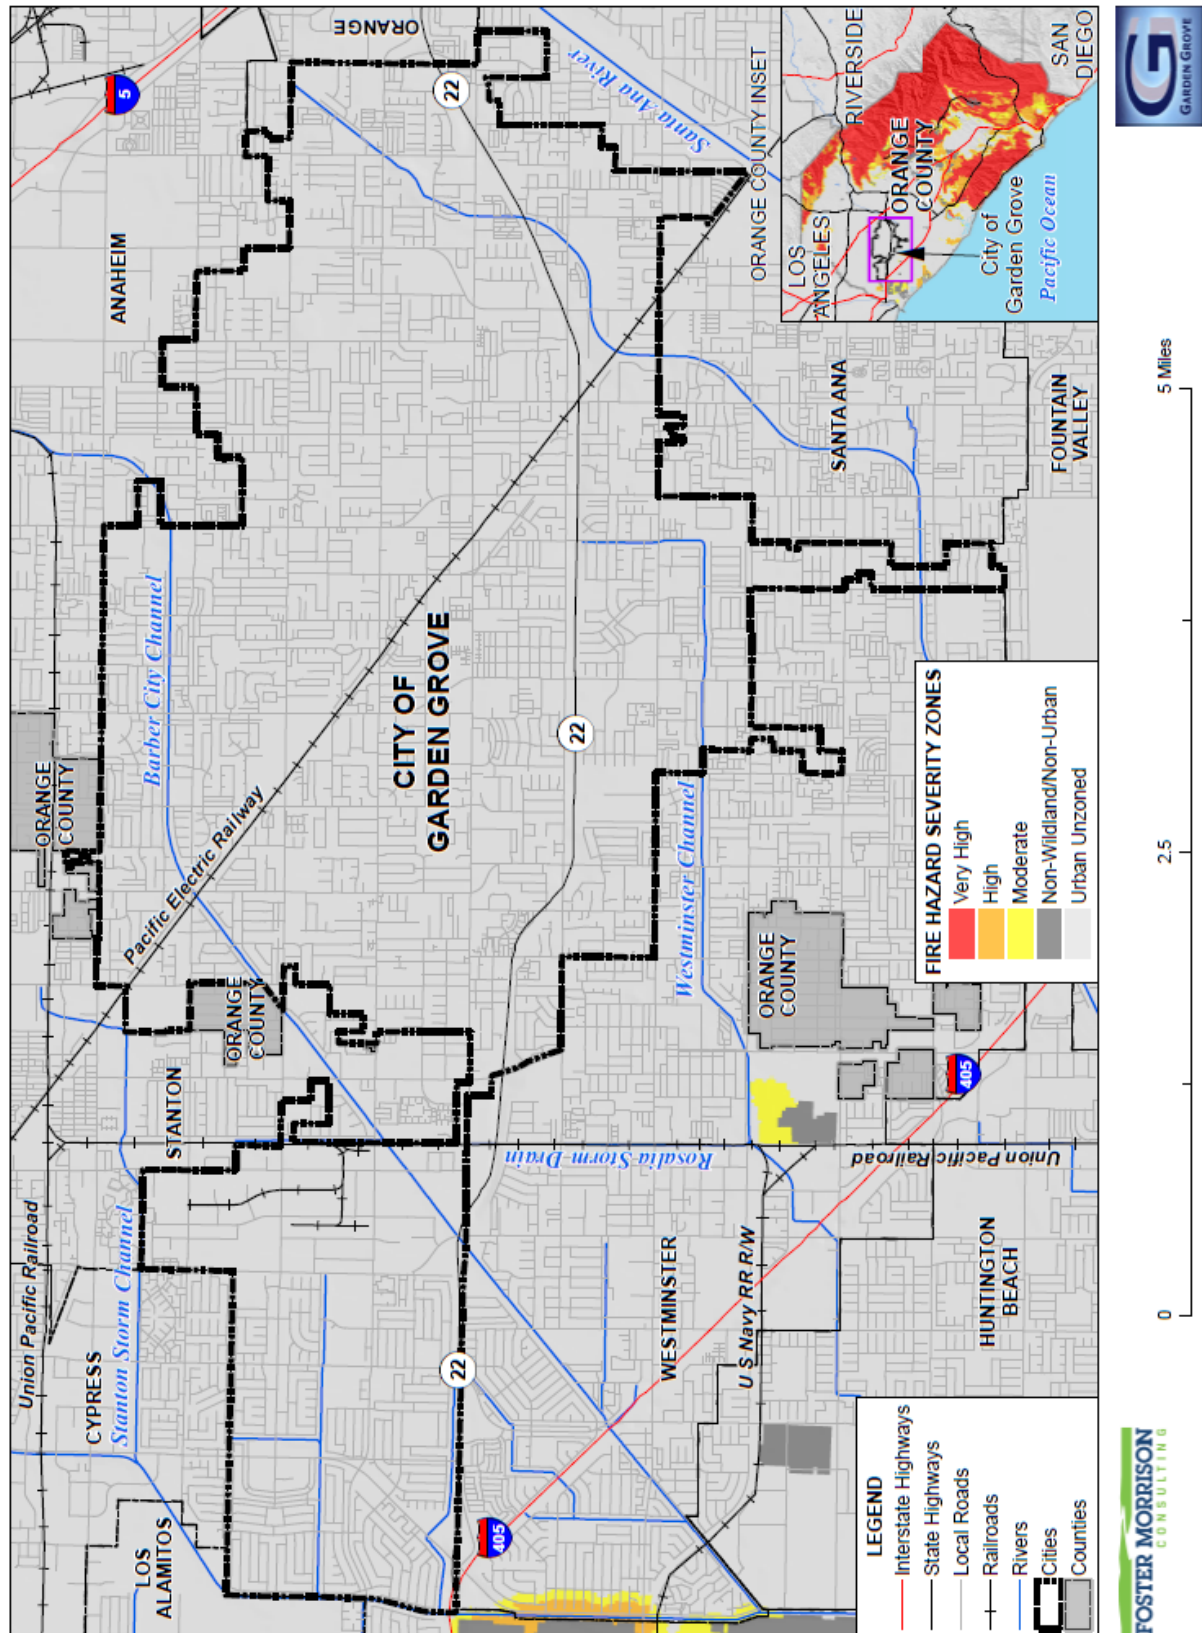 Union Pacific Railroad
CYPRESS
Stanton Storm Channel
LOS
ALAMITOS
STANTON
ORANGE
COUNTY
ORANGE
COUNTY
Pacific Electric Railway
Barber City Channel
ANAHEIM
5
ORANGE
22
Santa Ana River
CITY OF
GARDEN GROVE
22
22
405
Rosalia Storm Drain
Westminster Channel
WESTMINSTER
U S Navy RR R/W
Union Pacific Railroad
ORANGE
COUNTY
405
HUNTINGTON
BEACH
SANTA ANA
FOUNTAIN
VALLEY
LEGEND
Interstate Highways
State Highways
Local Roads
Railroads
Rivers
Cities
Counties
FIRE HAZARD SEVERITY ZONES
Very High
High
Moderate
Non-Wildland/Non-Urban
Urban Unzoned
ORANGE COUNTY INSET
LOS
ANGELES
RIVERSIDE
ORANGE
COUNTY
City of
Garden Grove
Pacific Ocean
SAN
DIEGO
FOSTER MORRISON
CONSULTING
0
2.5
5 Miles
G
GARDEN GROVE